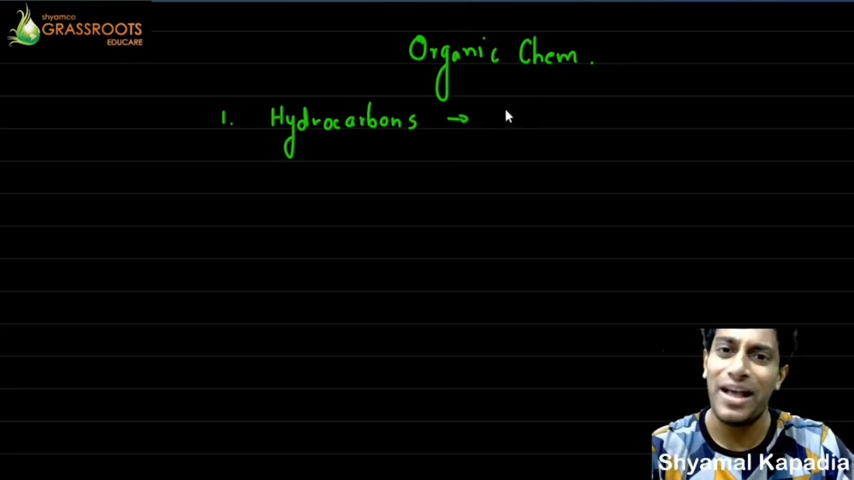 shyamco
GRASSROOTS
EDUCARE
Organic Chem.
1. Hydrocarbons →
Shyamal Kapadia